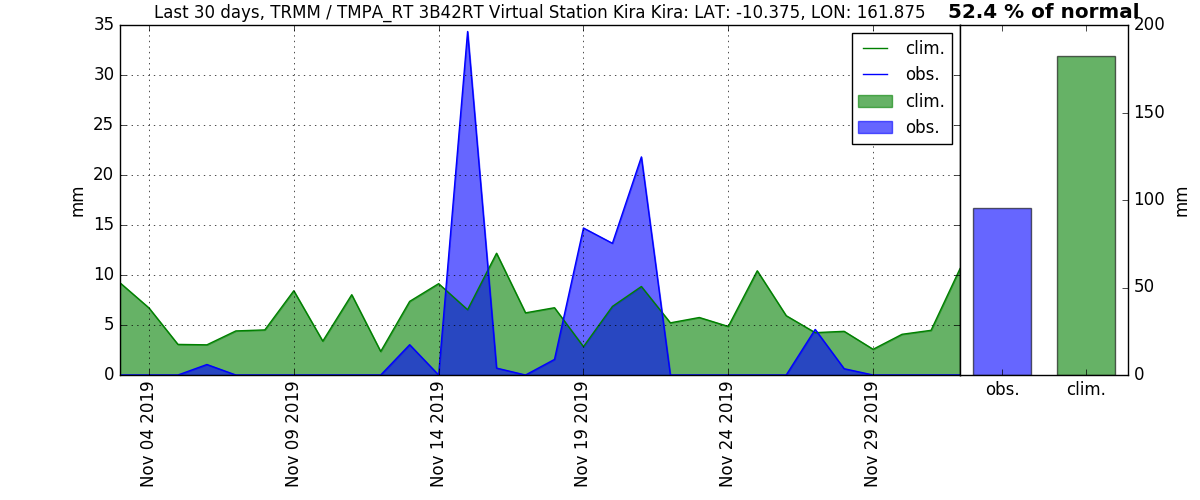 Last 30 days, TRMM / TMPA_RT 3B42RT Virtual Station Kira Kira: LAT: -10.375, LON: 161.875
52.4 % of normal
35
30
25
20
15
10
5
0
mm
clim.
obs.
clim.
obs.
Nov 04 2019
Nov 09 2019
Nov 14 2019
Nov 19 2019
Nov 24 2019
Nov 29 2019
200
150
100
50
0
mm
obs.
clim.